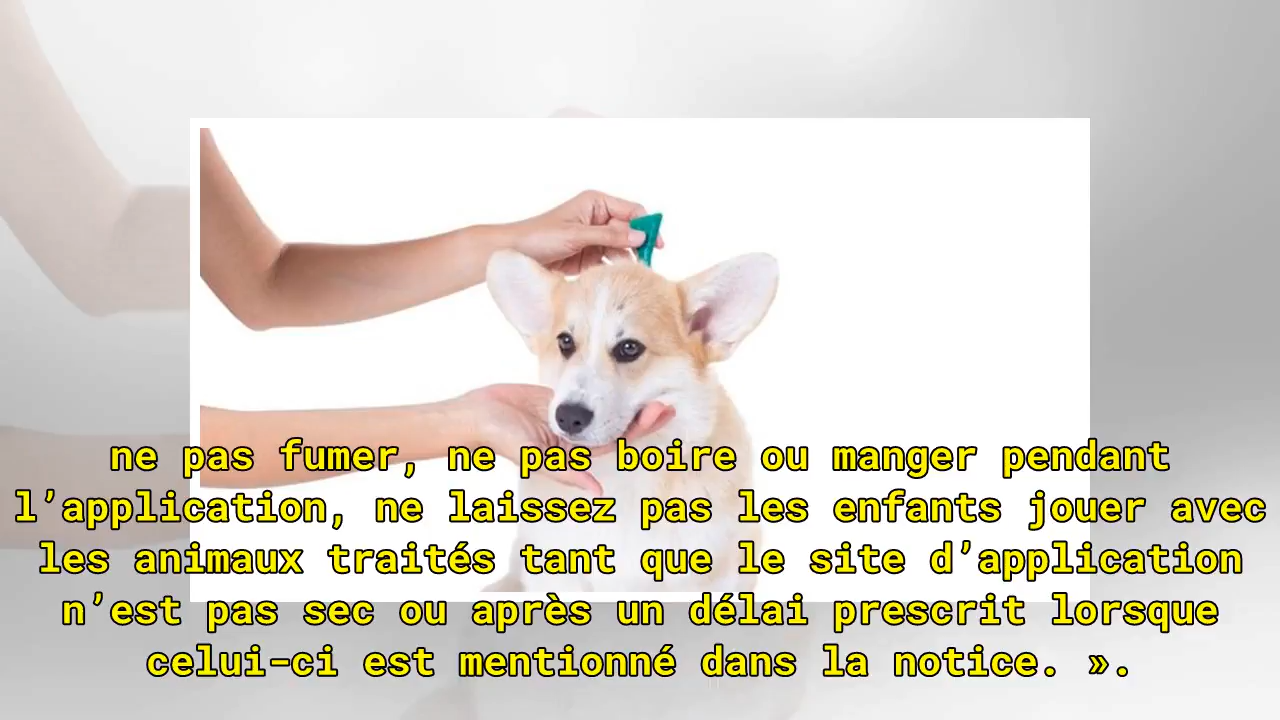 ne pas fumer, ne pas boire ou manger pendant
l’application, ne laissez pas les enfants jouer avec
les animaux traités tant que le site d’application
n’est pas sec ou après un délai prescrit lorsque
celui-ci est mentionné dans la notice. ».